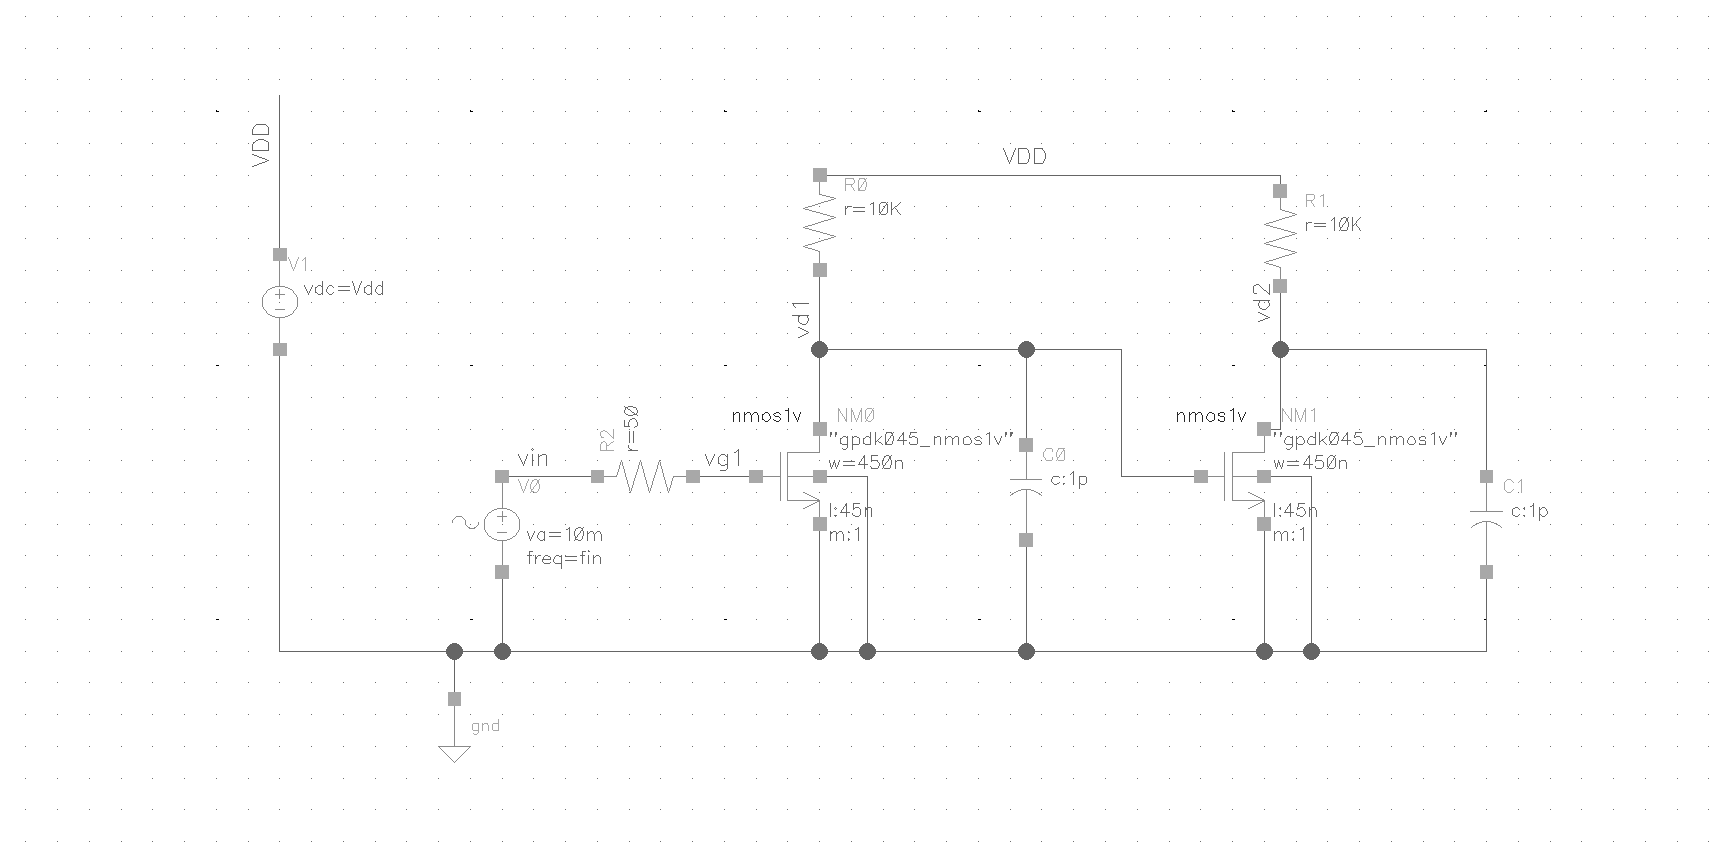 VDD
V1
vdc=Vdd
VDD
R0
r=10K
R1
r=10K
vd1
vd2
vin
R2
r=50
vg1
V0
va=10m
freq=fin
nmos1v
NM0
"gpdk045_nmos1v"
w=450n
l:45n
m:1
C0
c:1p
nmos1v
NM1
"gpdk045_nmos1v"
w=450n
l:45n
m:1
C1
c:1p
gnd